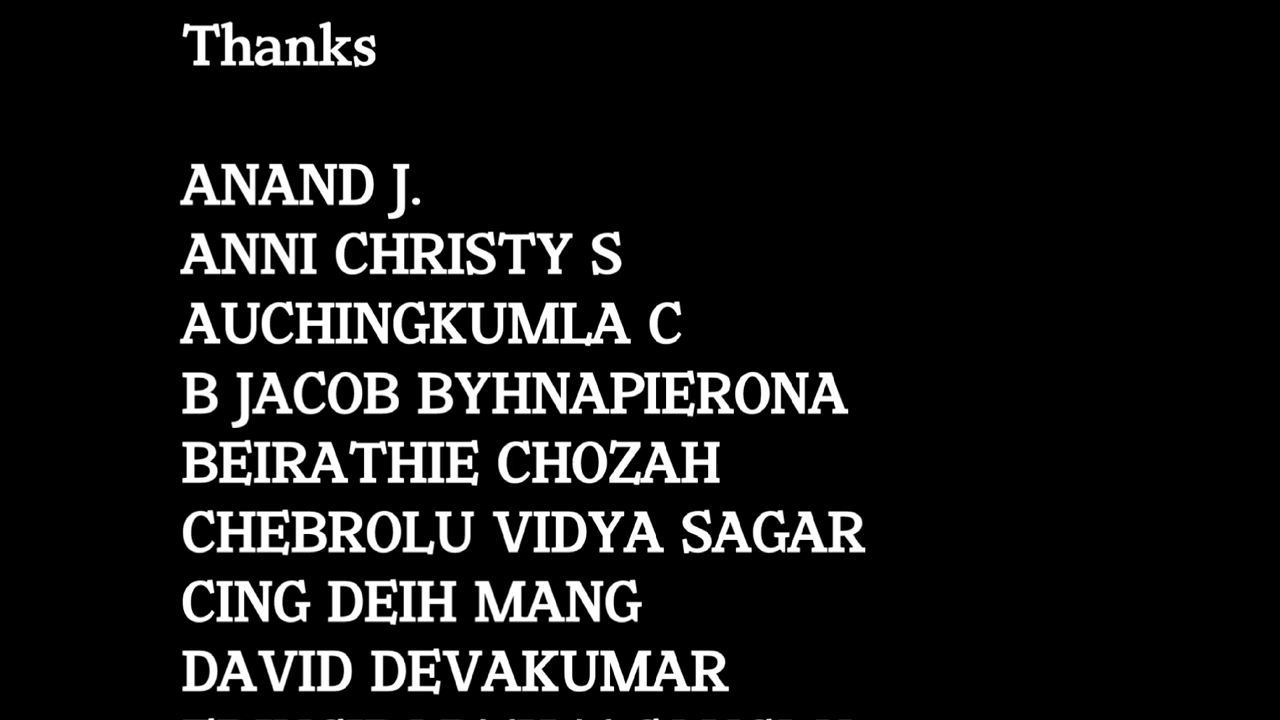 Thanks
ANAND J.
ANNI CHRISTY S
AUCHINGKUMLA C
B JACOB BYHNAPIERONA
BEIRATHIE CHOZAH
CHEBROLU VIDYA SAGAR
CING DEIH MANG
DAVID DEVAKUMAR